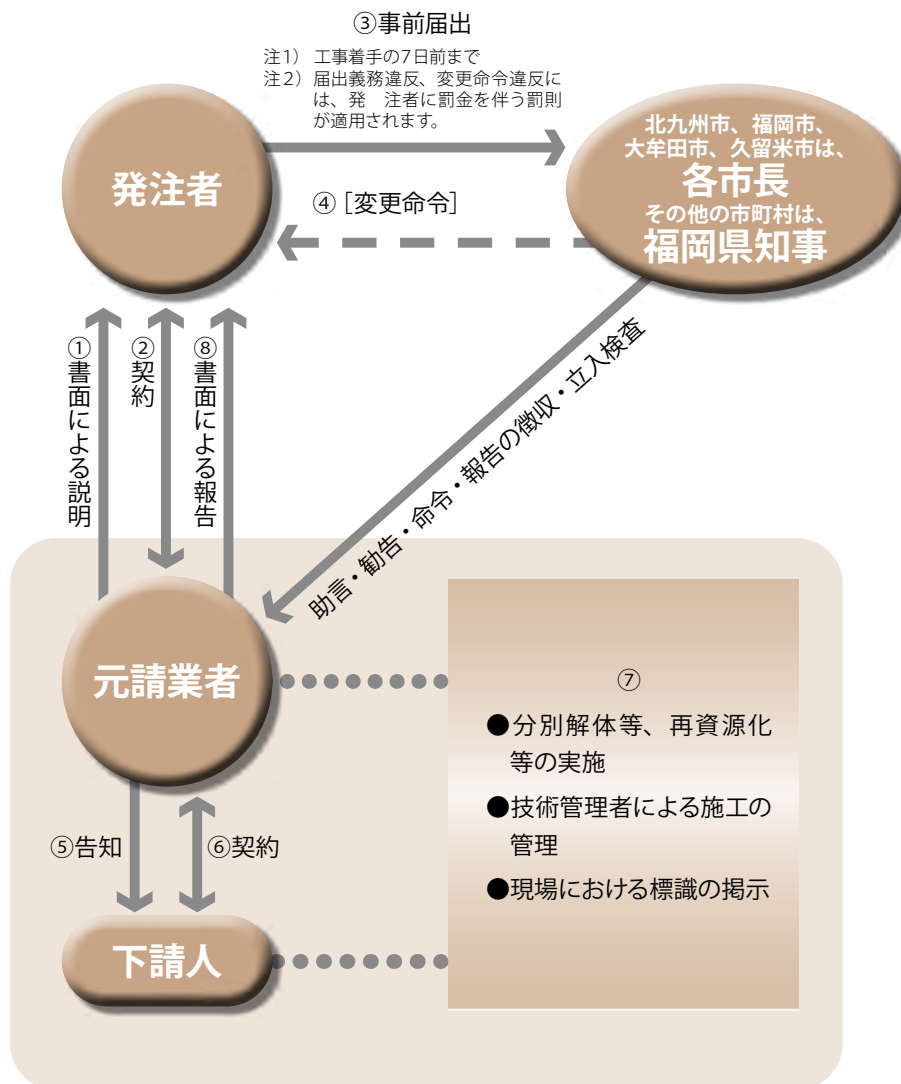 ③事前届出
注1） 工事着手の7日前まで
注2） 届出義務違反、変更命令違反に
は、発　注者に罰金を伴う罰則
が適用されます。
発注者
北九州市、福岡市、
大牟田市、久留米市は、
各市長
その他の市町村は、
福岡県知事
④［変更命令］
①書面による説明
②契約
⑧書面による報告
助言・勧告・命令・報告の徴収・立入検査
元請業者
⑦
●分別解体等、再資源化
等の実施
●技術管理者による施工の
管理
●現場における標識の掲示
⑤告知
⑥契約
下請人